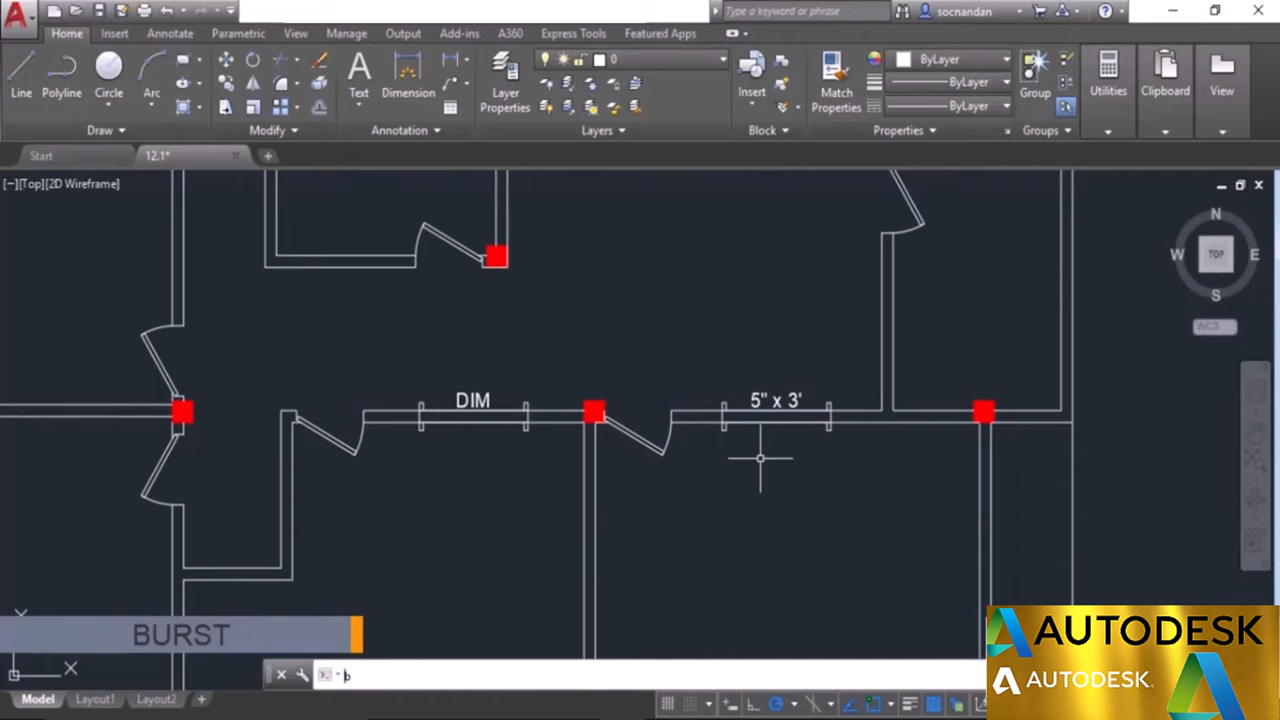 Type a keyword or phrase
socnandan
Home Insert Annotate Parametric View Manage Output Add-ins A360 Express Tools Featured Apps
0
ByLayer
ByLayer
ByLayer
Line Polyline Circle Arc
Text Dimension
Layer Properties
Insert
Match Properties
Group
Utilities Clipboard View
Draw Modify Annotation Layers Block Properties Groups
Start 12.1*
[−][Top][2D Wireframe]
N
W TOP E
S
WCS
DIM
5" x 3'
BURST
b
Y
X
AUTODESK
AUTODESK.
Model Layout1 Layout2 +